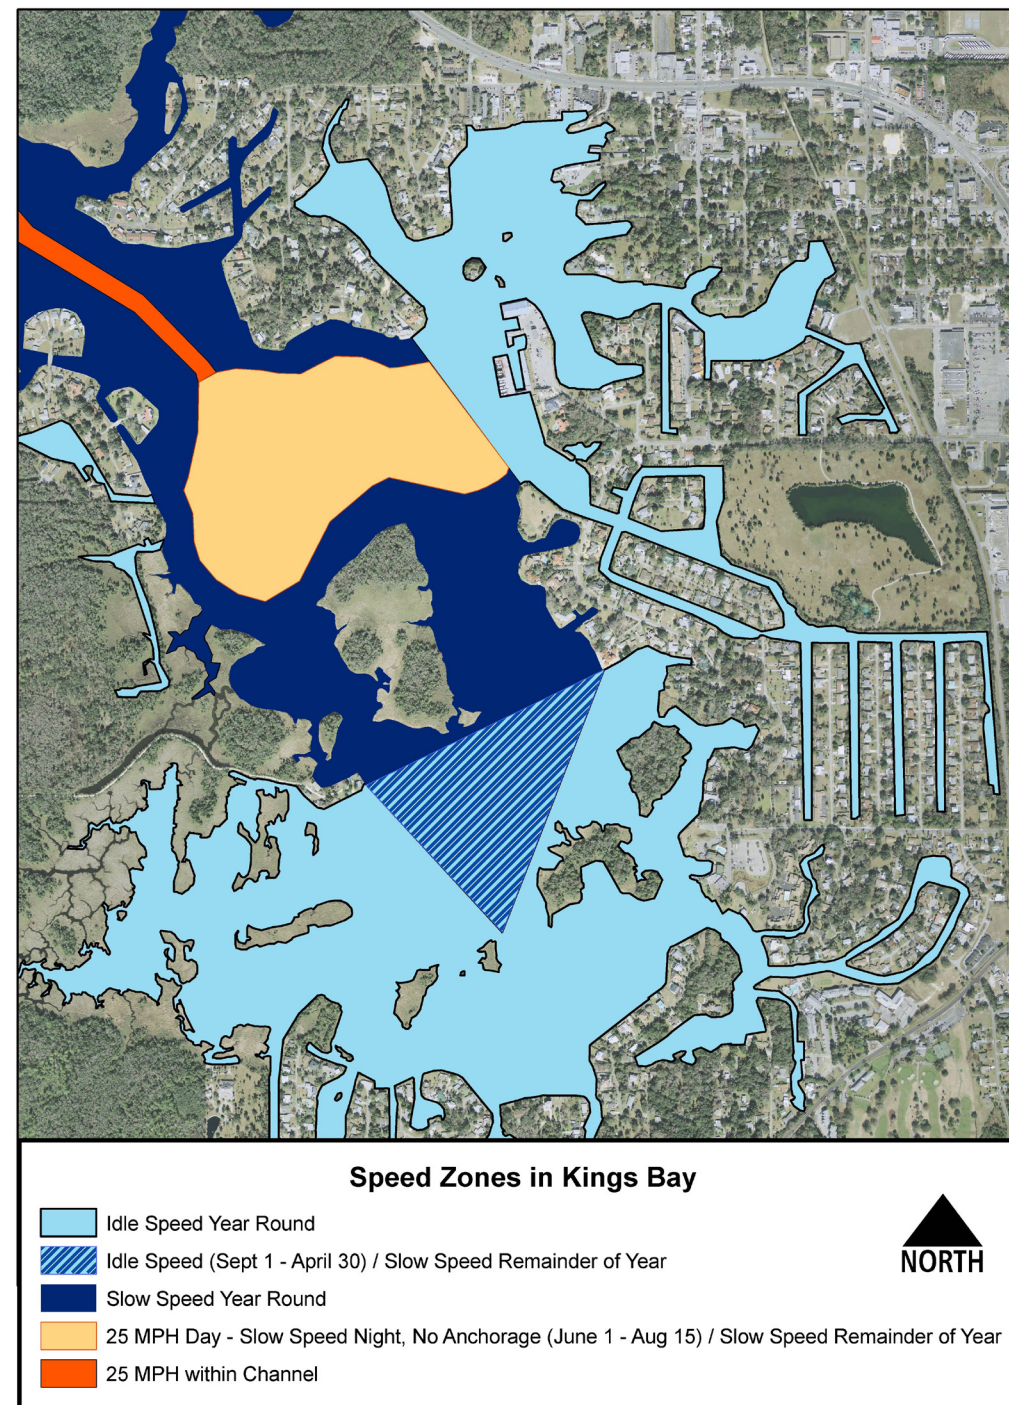 Speed Zones in Kings Bay
Idle Speed Year Round
Idle Speed (Sept 1 - April 30) / Slow Speed Remainder of Year
Slow Speed Year Round
25 MPH Day - Slow Speed Night, No Anchorage (June 1 - Aug 15) / Slow Speed Remainder of Year
25 MPH within Channel
NORTH